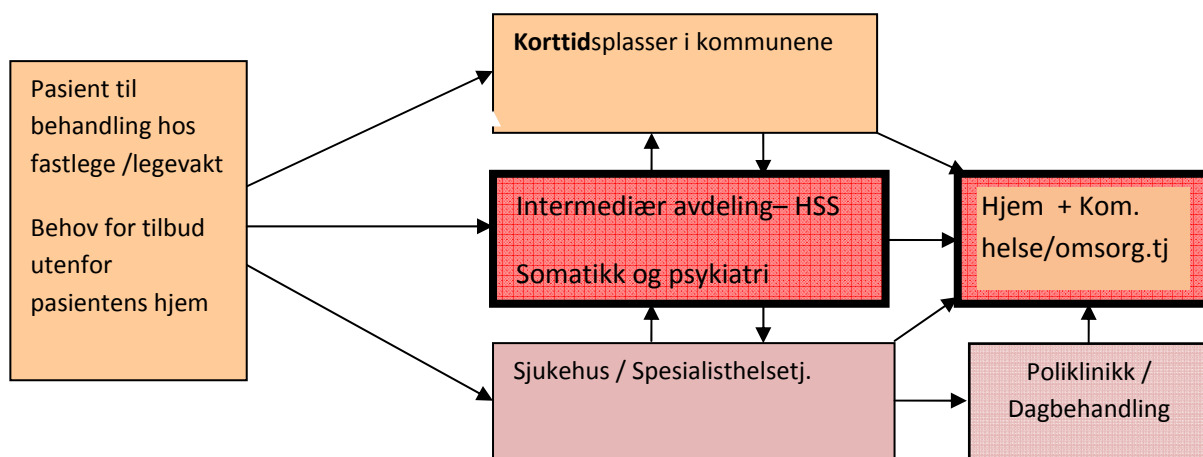 Korttidsplasser i kommunene
Pasient til
behandling hos
fastlege /legevakt
Behov for tilbud
utenfor
pasientens hjem
Intermediær avdeling– HSS
Somatikk og psykiatri
Hjem + Kom.
helse/omsorg.tj
Sjukehus / Spesialisthelsetj.
Poliklinikk /
Dagbehandling